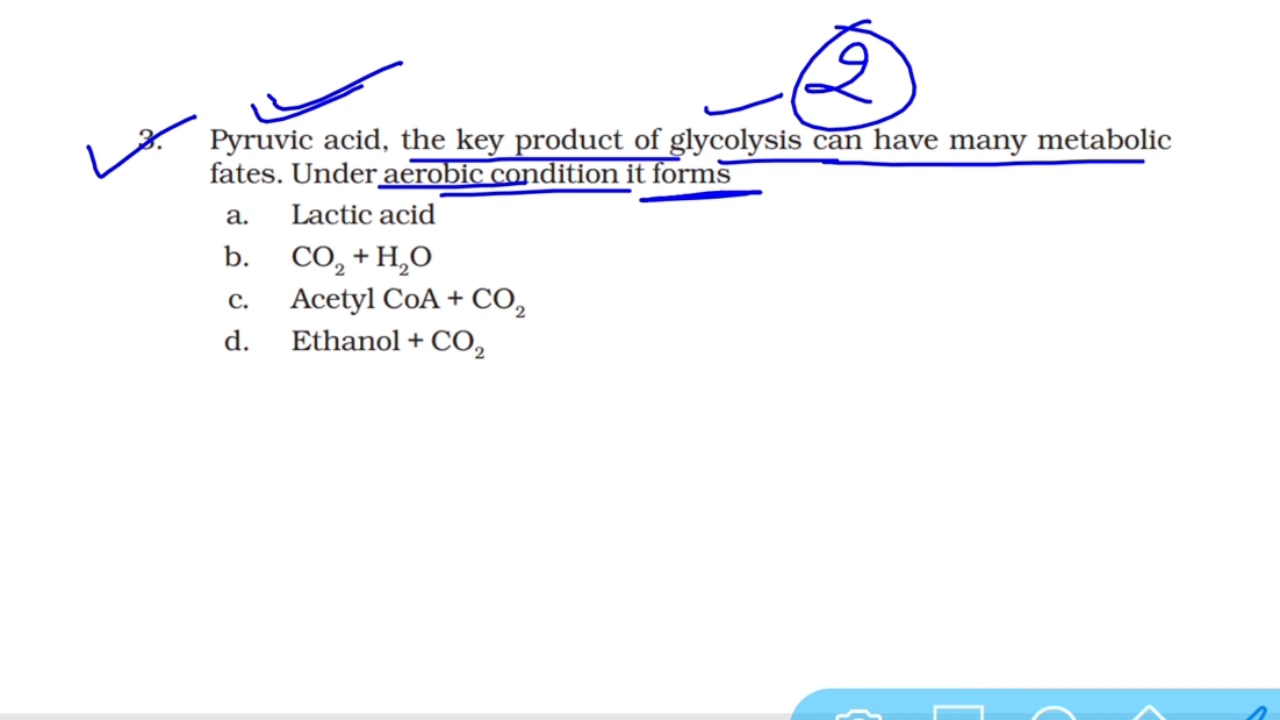 2
3. Pyruvic acid, the key product of glycolysis can have many metabolic
fates. Under aerobic condition it forms
a. Lactic acid
b. CO₂ + H₂O
c. Acetyl CoA + CO₂
d. Ethanol + CO₂